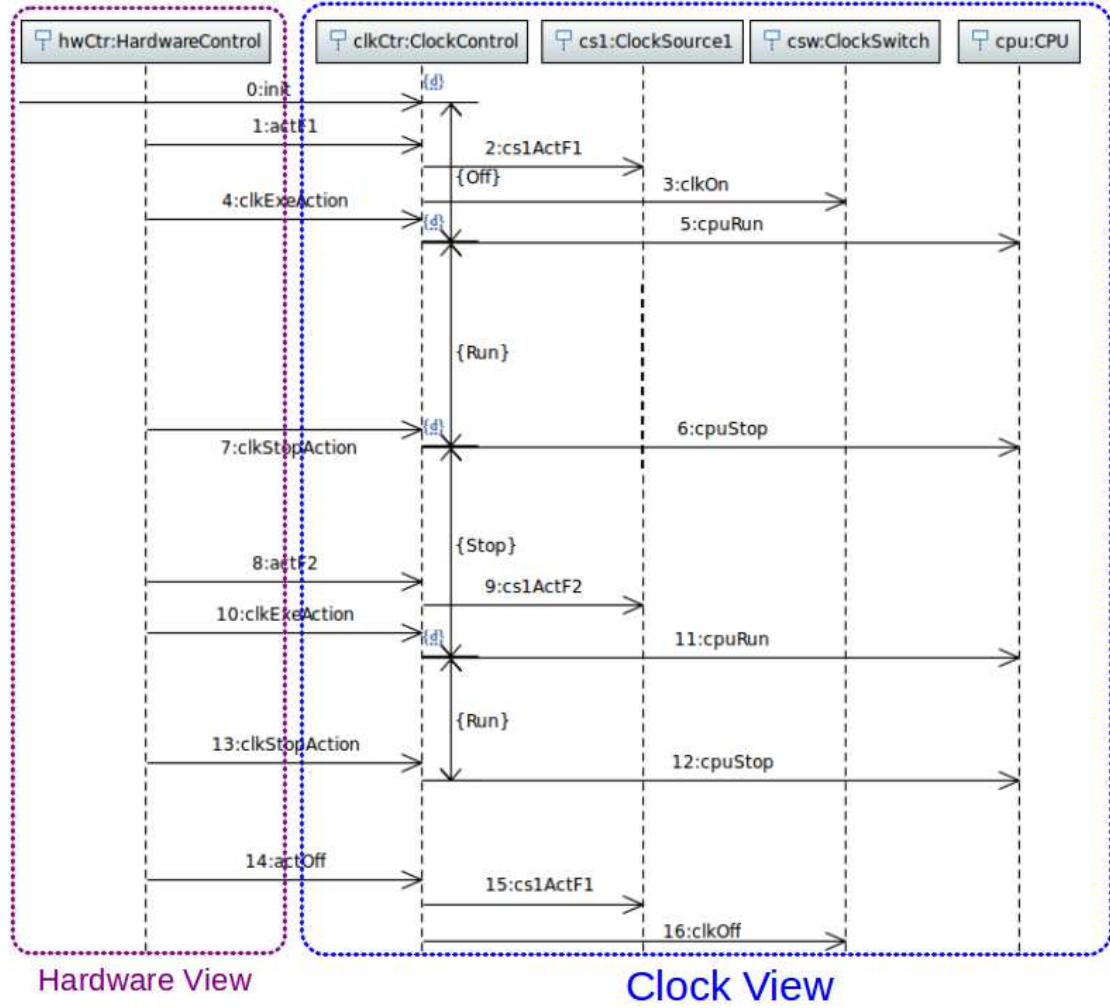 hwCtr:HardwareControl
clkCtr:ClockControl
cs1:ClockSource1
csw:ClockSwitch
cpu:CPU
{d}
0:init
1:actF1
2:cs1ActF1
{Off}
3:clkOn
4:clkExeAction
{d}
5:cpuRun
{Run}
{d}
6:cpuStop
7:clkStopAction
{Stop}
8:actF2
9:cs1ActF2
10:clkExeAction
{d}
11:cpuRun
{Run}
13:clkStopAction
12:cpuStop
14:actOff
15:cs1ActF1
16:clkOff
Hardware View
Clock View